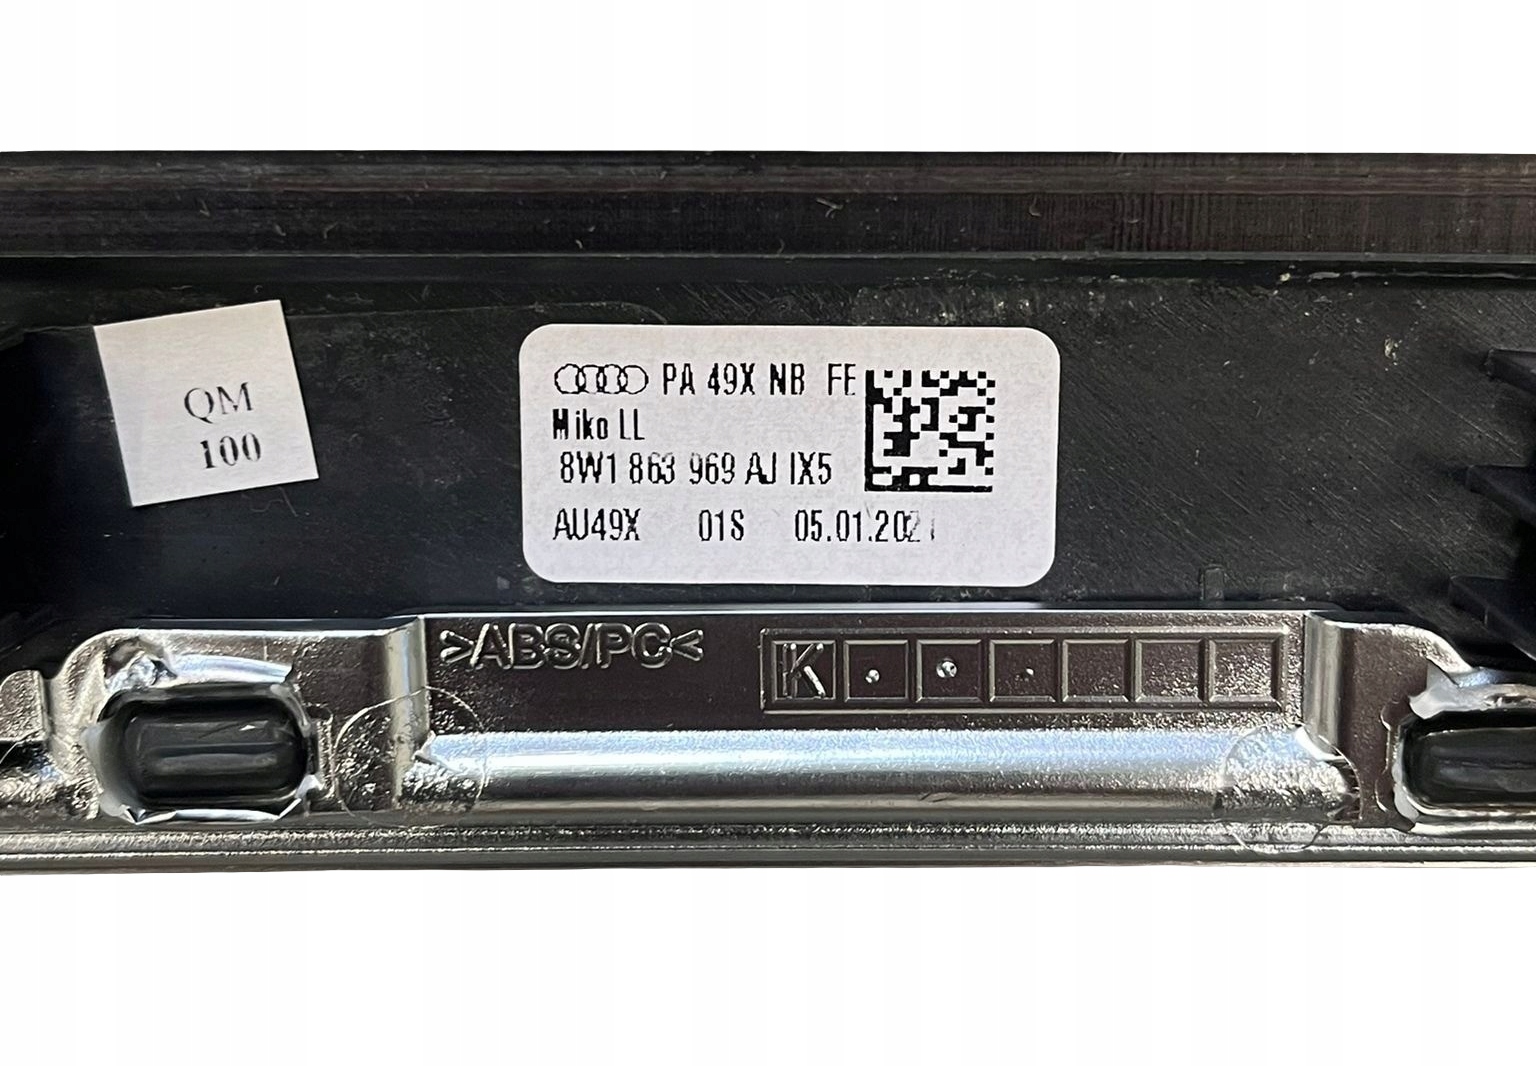 QM
100
PA 49X NB FE
Miko LL
8W1 863 969 AJ IX5
AU49X 01S 05.01.2021
>ABS/PC<
K